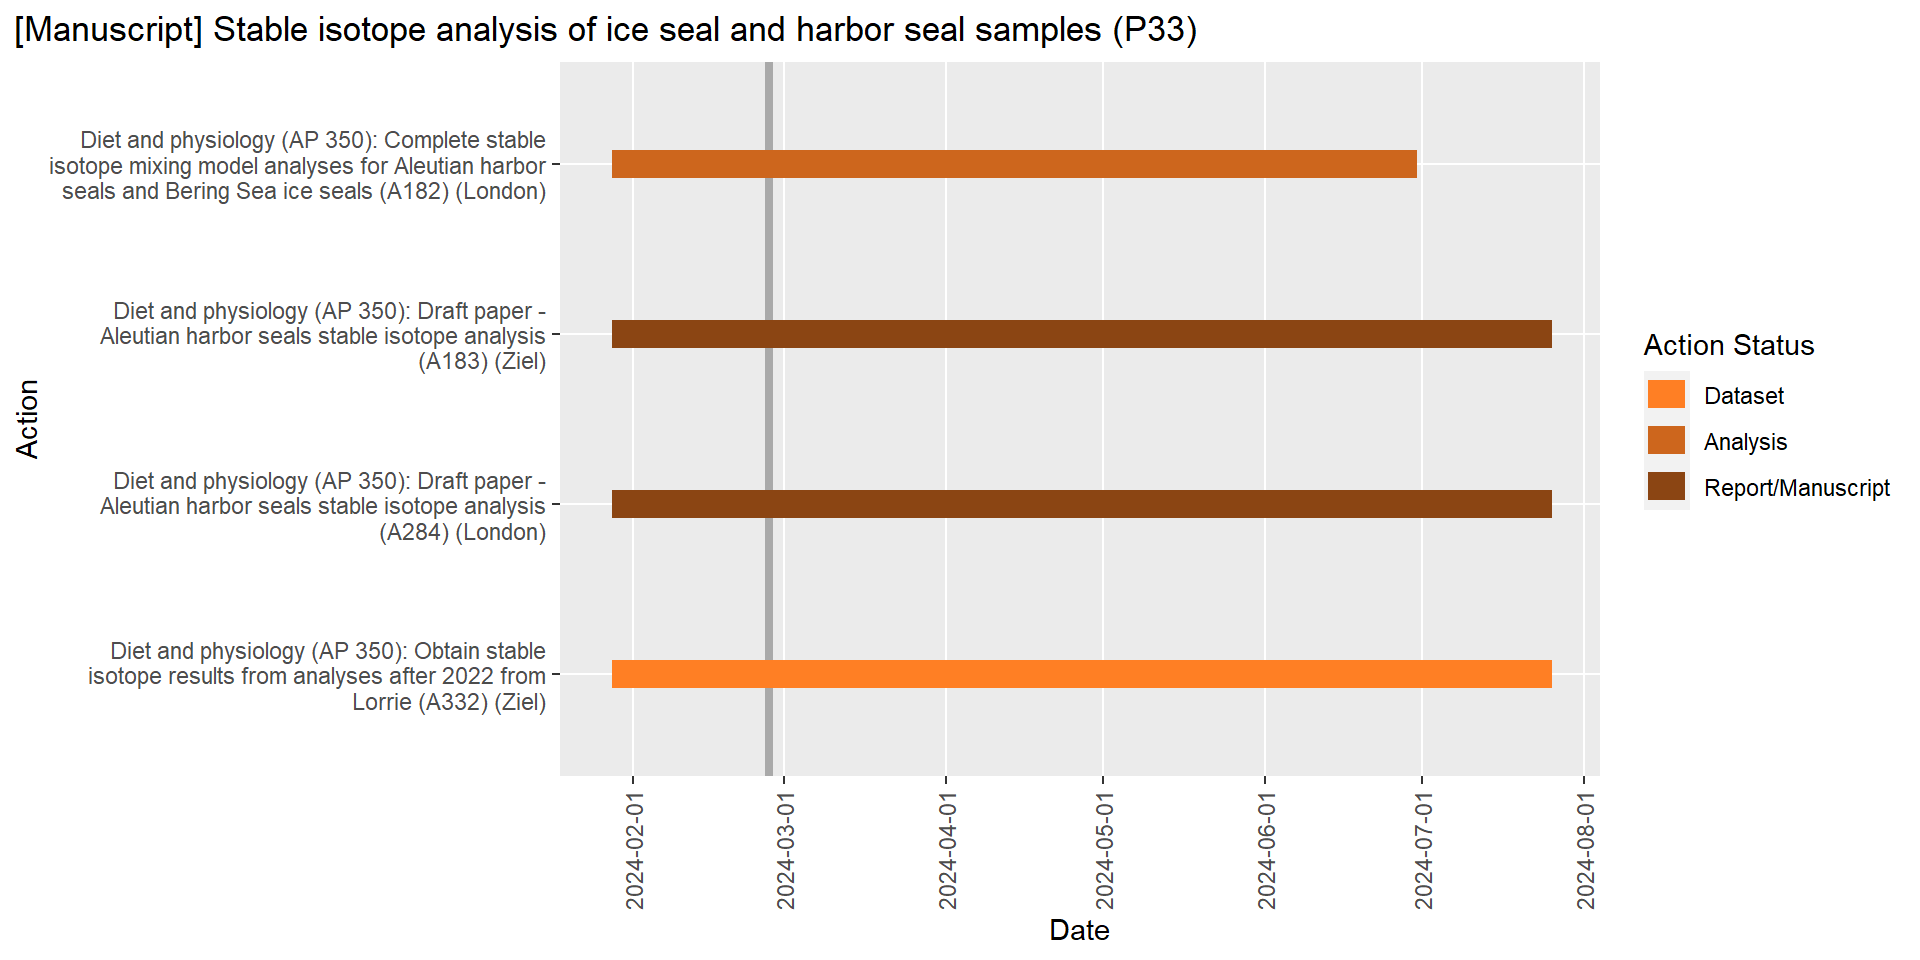 [Manuscript] Stable isotope analysis of ice seal and harbor seal samples (P33)
Diet and physiology (AP 350): Complete stable
isotope mixing model analyses for Aleutian harbor
seals and Bering Sea ice seals (A182) (London)
Diet and physiology (AP 350): Draft paper -
Aleutian harbor seals stable isotope analysis
(A183) (Ziel)
Diet and physiology (AP 350): Draft paper -
Aleutian harbor seals stable isotope analysis
(A284) (London)
Diet and physiology (AP 350): Obtain stable
isotope results from analyses after 2022 from
Lorrie (A332) (Ziel)
Action
2024-02-01
2024-03-01
2024-04-01
2024-05-01
2024-06-01
2024-07-01
2024-08-01
Date
Action Status
Dataset
Analysis
Report/Manuscript